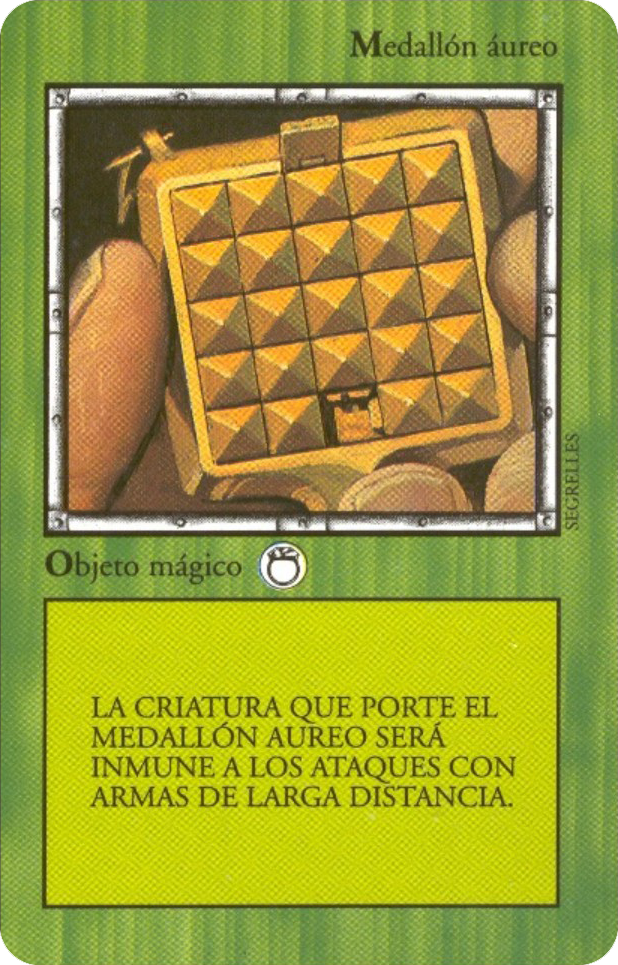 Medallón áureo
SEGRELLES
Objeto mágico
LA CRIATURA QUE PORTE EL
MEDALLÓN AUREO SERÁ
INMUNE A LOS ATAQUES CON
ARMAS DE LARGA DISTANCIA.